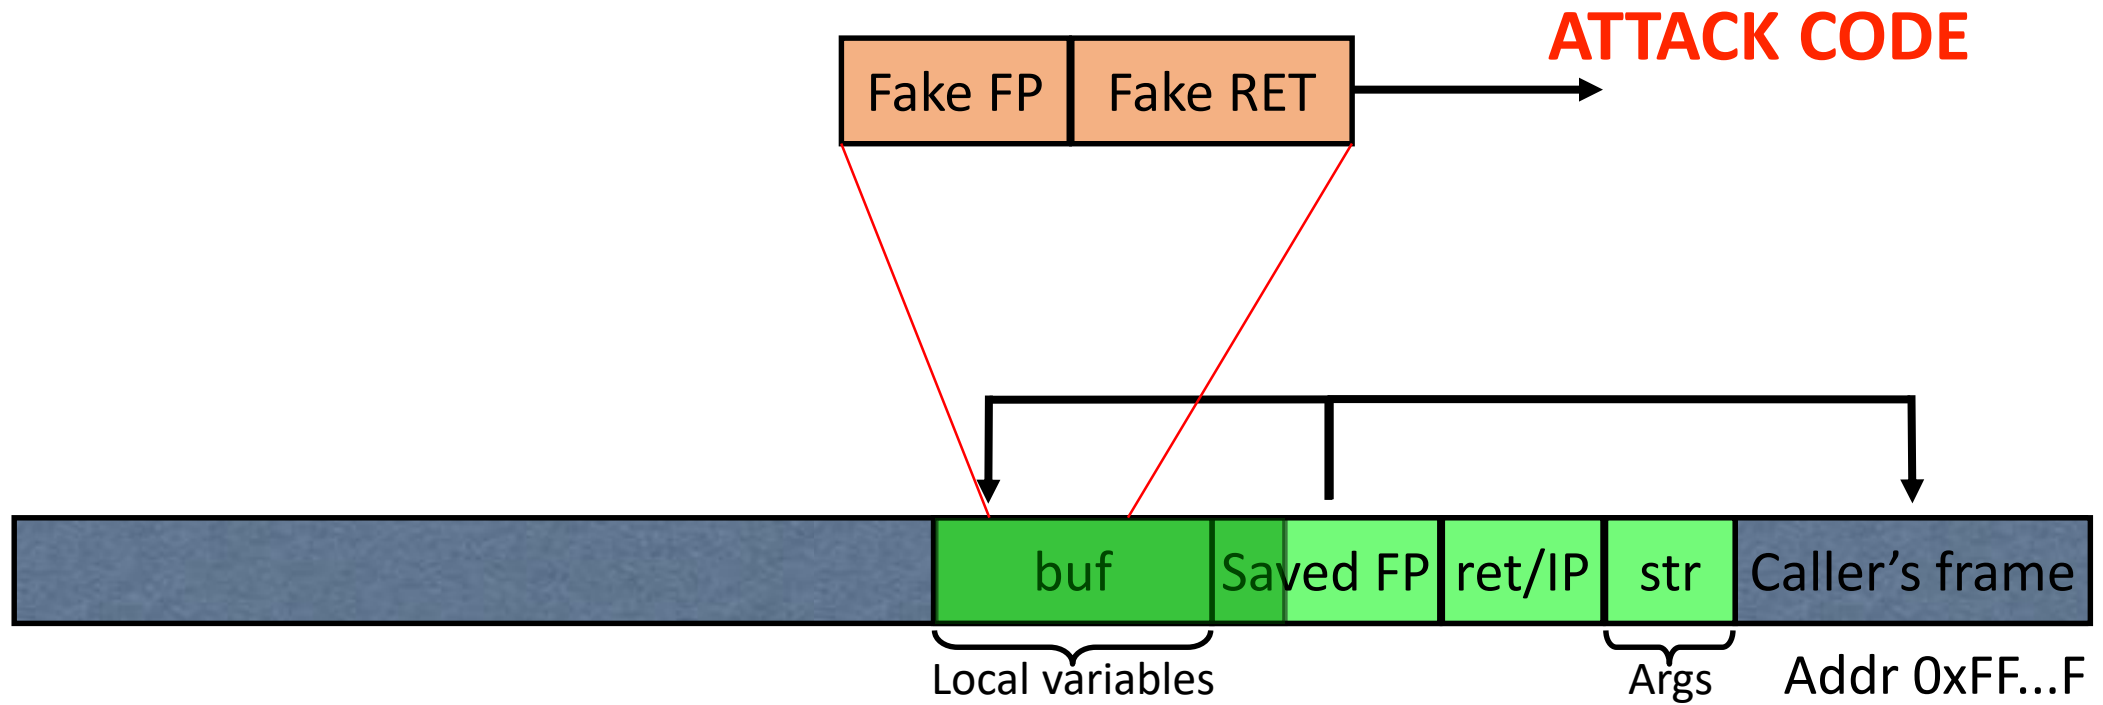 ATTACK CODE
Fake FP Fake RET
buf Saved FP ret/IP str Caller’s frame
Local variables Args Addr 0xFF...F